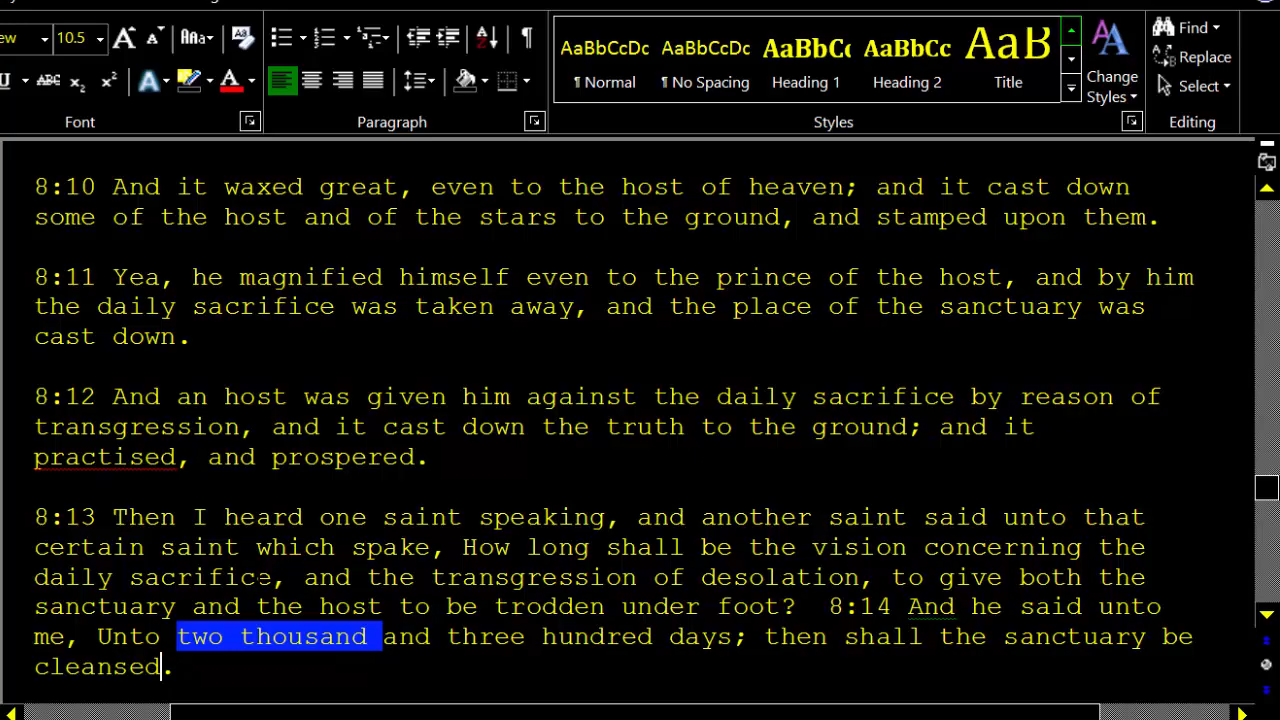 ew 10.5 Aa
Find
Replace
Select
U ABC x₂ x² A A
AaBbCcDc AaBbCcDc AaBbC( AaBbCc AaB
¶ Normal ¶ No Spacing Heading 1 Heading 2 Title
Change
Styles
Font Paragraph Styles Editing
8:10 And it waxed great, even to the host of heaven; and it cast down
some of the host and of the stars to the ground, and stamped upon them.
8:11 Yea, he magnified himself even to the prince of the host, and by him
the daily sacrifice was taken away, and the place of the sanctuary was
cast down.
8:12 And an host was given him against the daily sacrifice by reason of
transgression, and it cast down the truth to the ground; and it
practised, and prospered.
8:13 Then I heard one saint speaking, and another saint said unto that
certain saint which spake, How long shall be the vision concerning the
daily sacrifice, and the transgression of desolation, to give both the
sanctuary and the host to be trodden under foot? 8:14 And he said unto
me, Unto two thousand and three hundred days; then shall the sanctuary be
cleansed.